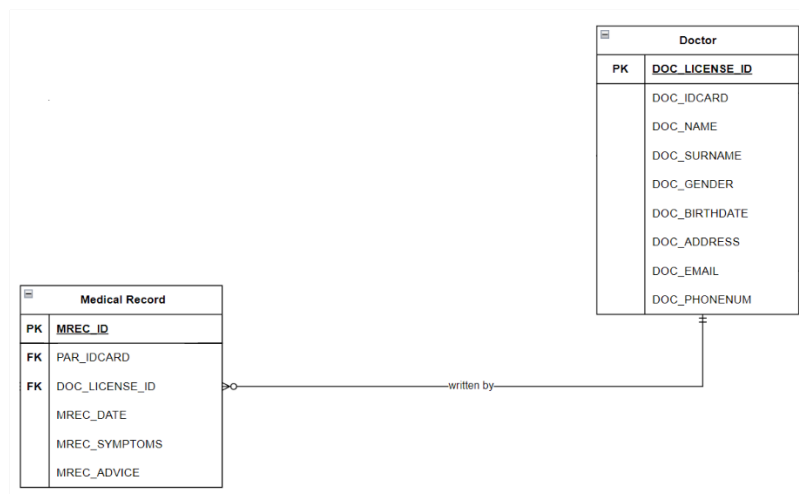 Doctor
PK DOC_LICENSE_ID
DOC_IDCARD
DOC_NAME
DOC_SURNAME
DOC_GENDER
DOC_BIRTHDATE
DOC_ADDRESS
DOC_EMAIL
DOC_PHONENUM
Medical Record
PK MREC_ID
FK PAR_IDCARD
FK DOC_LICENSE_ID
MREC_DATE
MREC_SYMPTOMS
MREC_ADVICE
written by